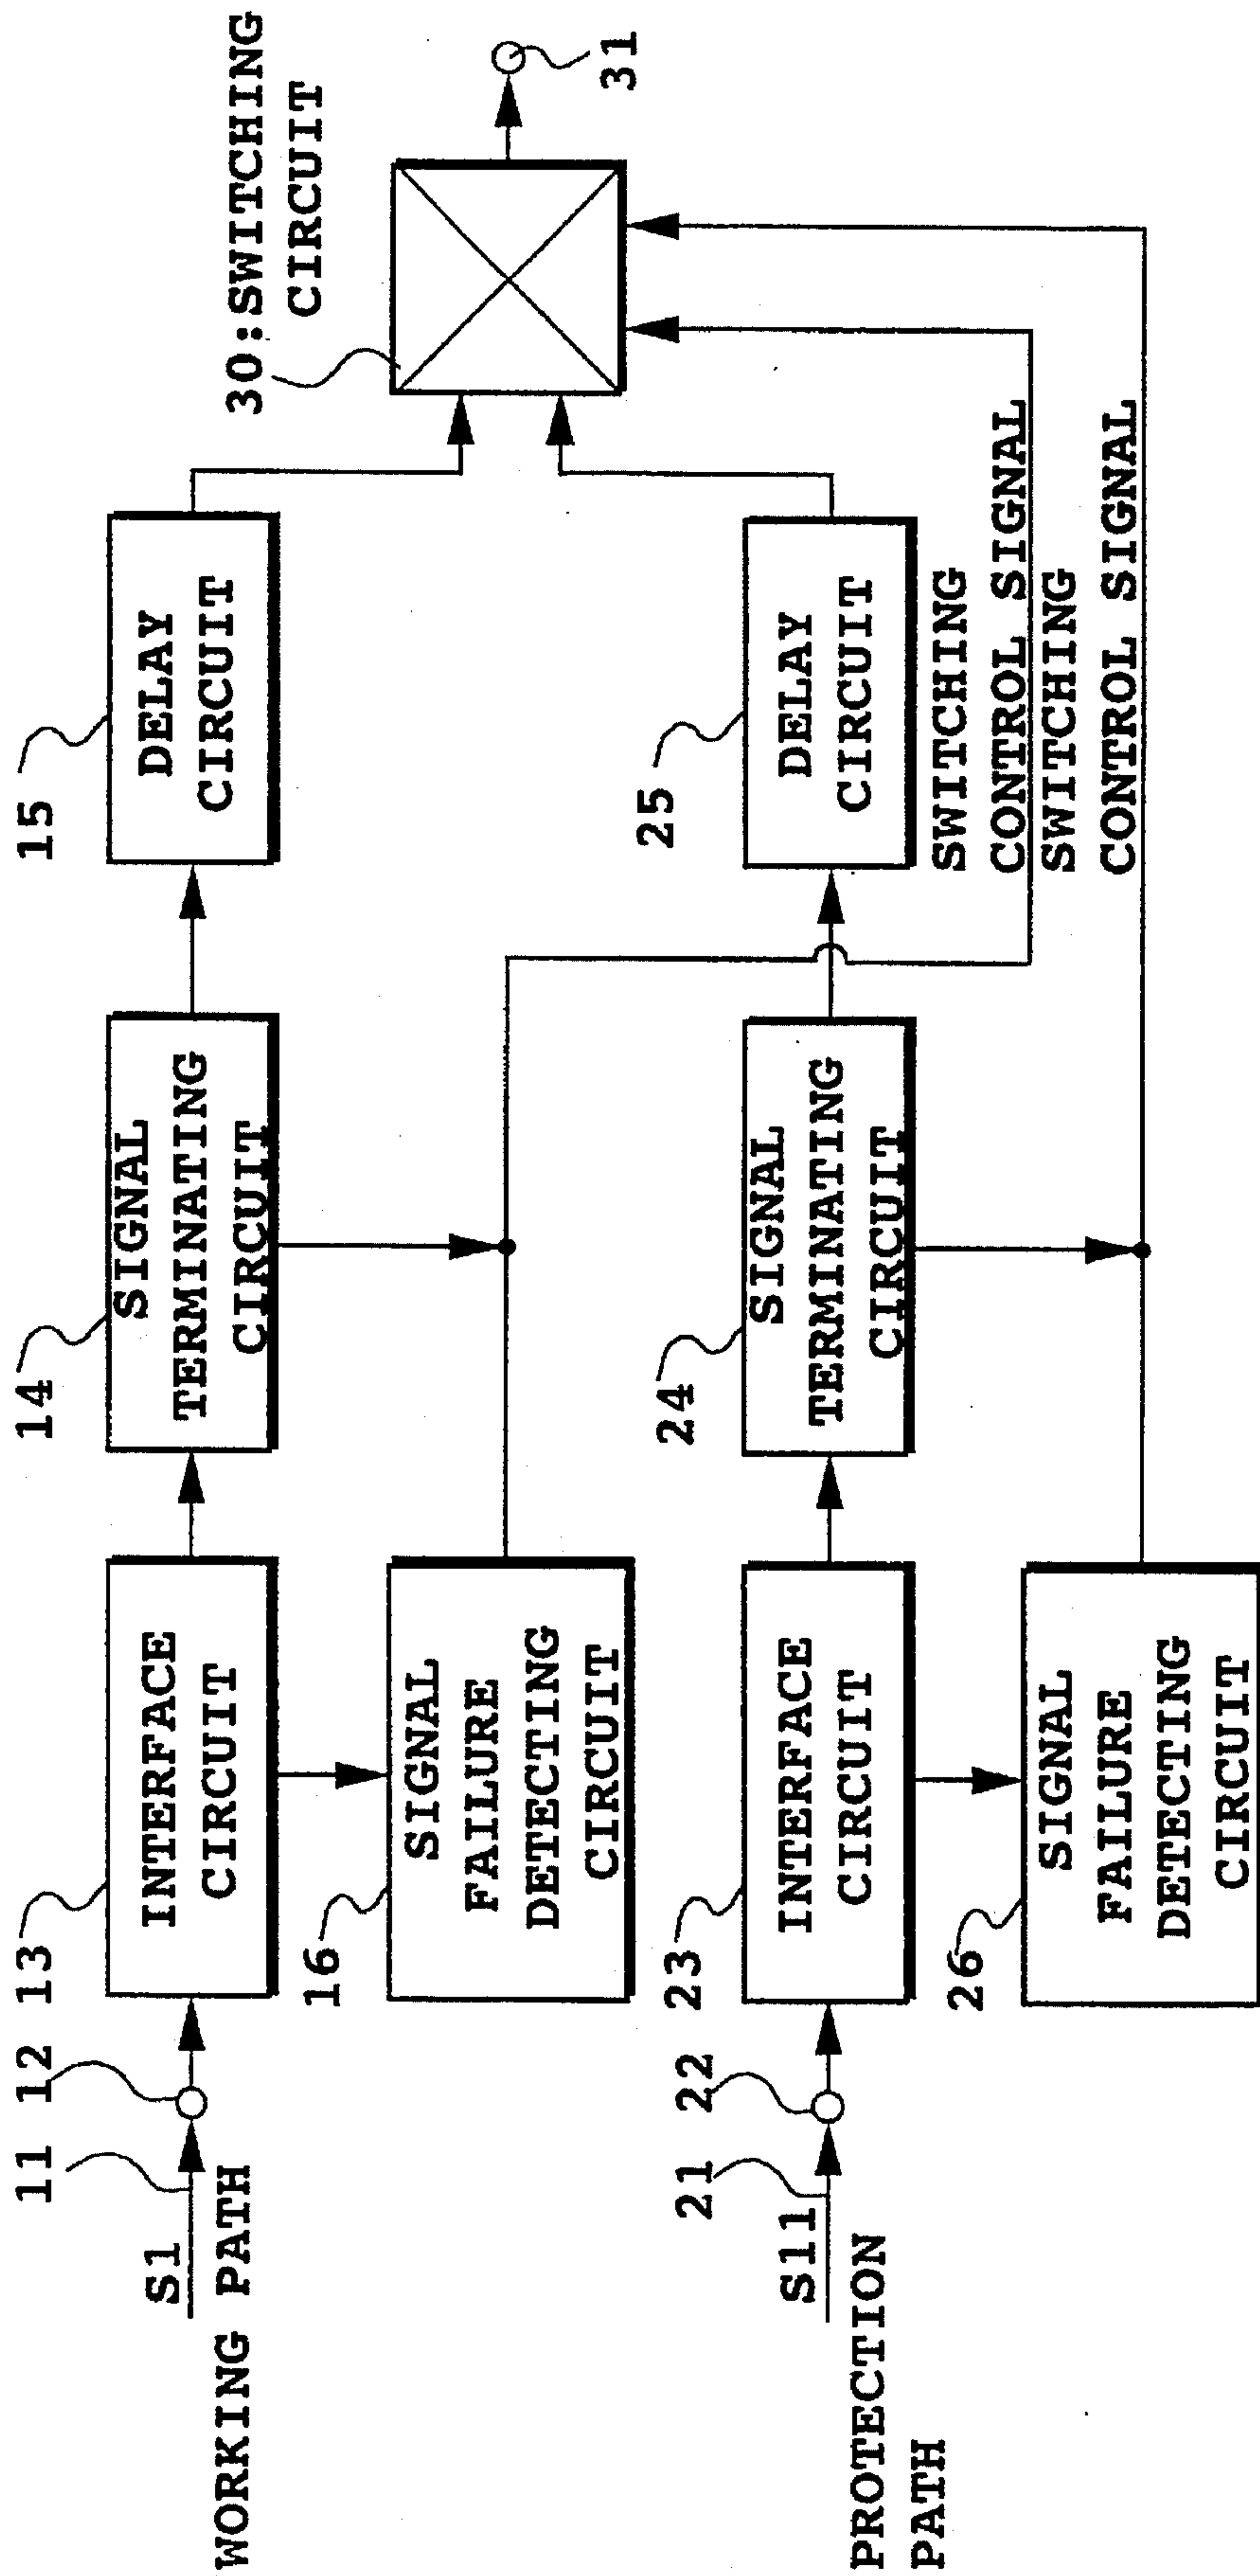 11
12
13
14
15
30:SWITCHING
CIRCUIT
S1
WORKING PATH
INTERFACE
CIRCUIT
SIGNAL
TERMINATING
CIRCUIT
DELAY
CIRCUIT
31
16
SIGNAL
FAILURE
DETECTING
CIRCUIT
21
22
23
24
25
S11
PROTECTION
PATH
INTERFACE
CIRCUIT
SIGNAL
TERMINATING
CIRCUIT
DELAY
CIRCUIT
26
SIGNAL
FAILURE
DETECTING
CIRCUIT
SWITCHING
CONTROL SIGNAL
SWITCHING
CONTROL SIGNAL